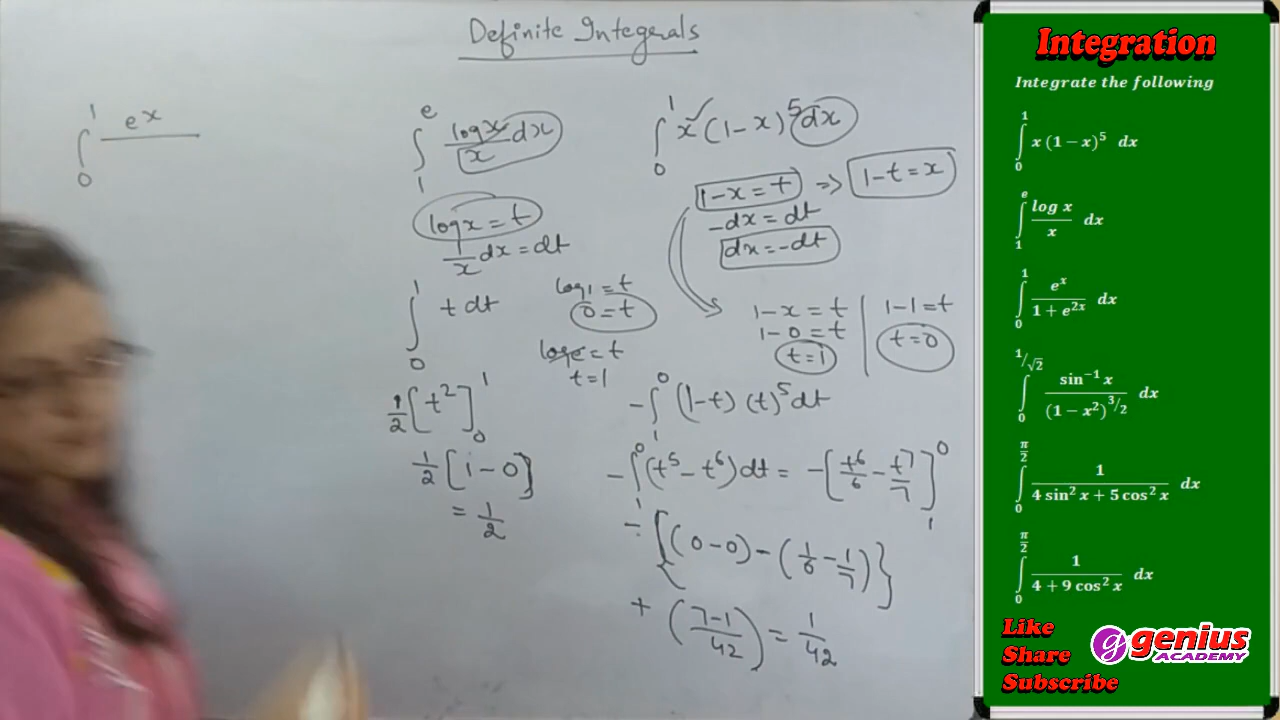 Definite Integrals
∫₀¹ eˣ
∫₁ᵉ logx/x dx
logx = t
1/x dx = dt
∫₀¹ t dt
log1 = t
0 = t
loge = t
t = 1
1/2 [t²]₀¹
1/2 [1 - 0]
= 1/2
∫₀¹ x(1-x)⁵ dx
1-x = t => 1-t = x
-dx = dt
dx = -dt
1-x = t
1-0 = t
t = 1
1-1 = t
t = 0
-∫₁⁰ (1-t) (t)⁵ dt
-∫₁⁰ (t⁵ - t⁶) dt = -[t⁶/6 - t⁷/7]₁⁰
- {(0-0) - (1/6 - 1/7)}
+ (7-1/42) = 1/42
Integration
Integrate the following
∫₀¹ x (1 − x)⁵ dx
∫₁ᵉ log x / x dx
∫₀¹ eˣ / 1 + e²ˣ dx
∫₀^(1/√2) sin⁻¹ x / (1 − x²)^(3/2) dx
∫₀^(π/2) 1 / 4 sin² x + 5 cos² x dx
∫₀^(π/2) 1 / 4 + 9 cos² x dx
Like
Share
Subscribe
genius
ACADEMY